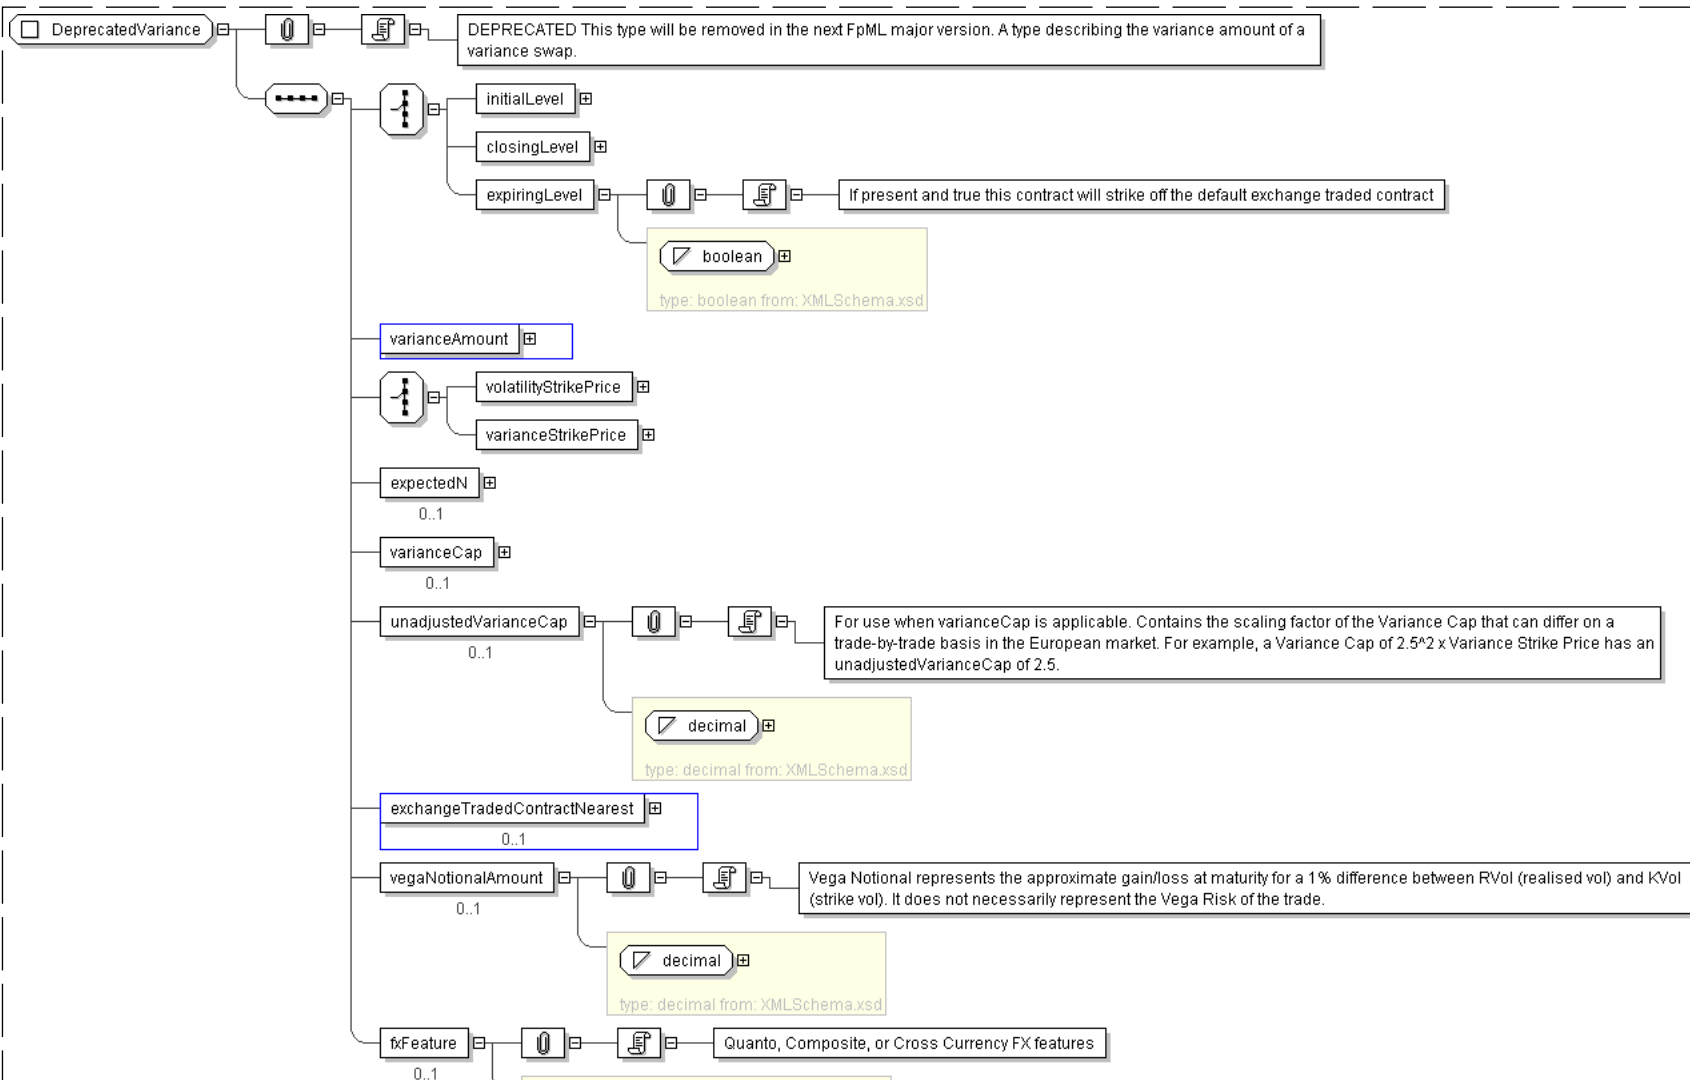 DeprecatedVariance
DEPRECATED This type will be removed in the next FpML major version. A type describing the variance amount of a
variance swap.
initialLevel
closingLevel
expiringLevel
If present and true this contract will strike off the default exchange traded contract
boolean
type: boolean from: XMLSchema.xsd
varianceAmount
volatilityStrikePrice
varianceStrikePrice
expectedN
0..1
varianceCap
0..1
unadjustedVarianceCap
0..1
For use when varianceCap is applicable. Contains the scaling factor of the Variance Cap that can differ on a
trade-by-trade basis in the European market. For example, a Variance Cap of 2.5^2 x Variance Strike Price has an
unadjustedVarianceCap of 2.5.
decimal
type: decimal from: XMLSchema.xsd
exchangeTradedContractNearest
0..1
vegaNotionalAmount
0..1
Vega Notional represents the approximate gain/loss at maturity for a 1% difference between RVol (realised vol) and KVol
(strike vol). It does not necessarily represent the Vega Risk of the trade.
decimal
type: decimal from: XMLSchema.xsd
fxFeature
0..1
Quanto, Composite, or Cross Currency FX features